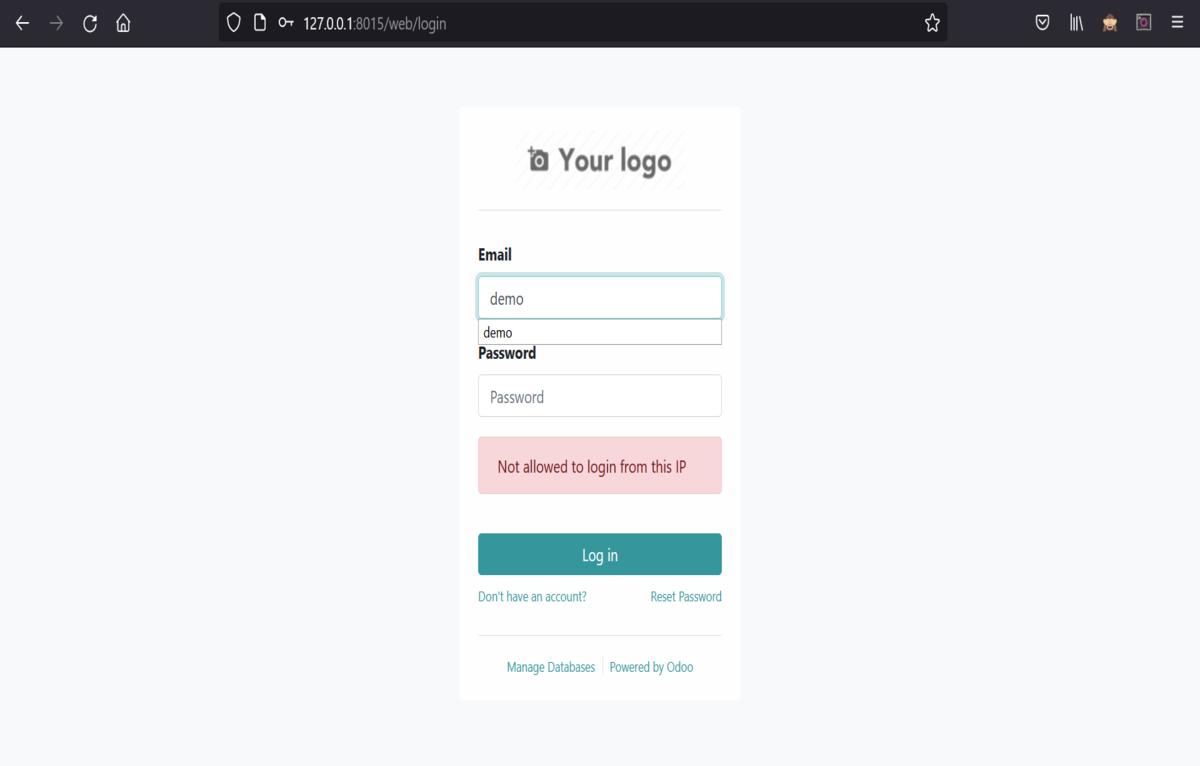 127.0.0.1:8015/web/login
Your logo
Email
demo
demo
Password
Password
Not allowed to login from this IP
Log in
Don't have an account? Reset Password
Manage Databases Powered by Odoo